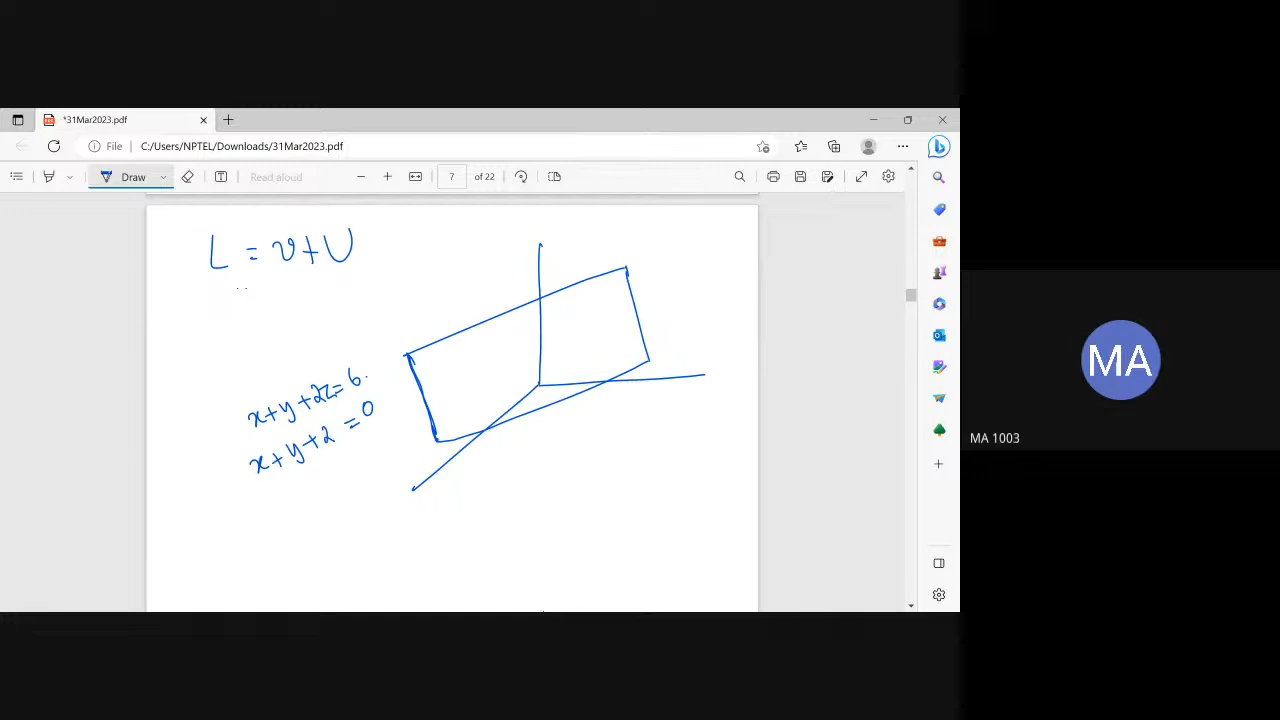 *31Mar2023.pdf
File C:/Users/NPTEL/Downloads/31Mar2023.pdf
Draw Read aloud 7 of 22
L = v+U
x+y+2z=6.
x+y+2 =0
MA
MA 1003